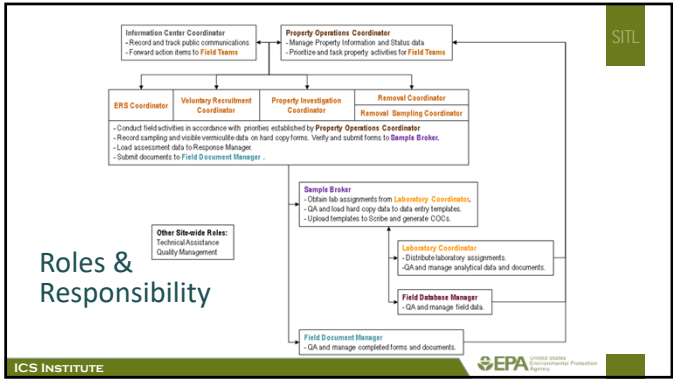 SITL
Information Center Coordinator
- Record and track public communications
- Forward action items to Field Teams
Property Operations Coordinator
- Manage Property Information and Status data
- Prioritize and task property activities for Field Teams
ERS Coordinator
Voluntary Recruitment
Coordinator
Property Investigation
Coordinator
Removal Coordinator
Removal Sampling Coordinator
- Conduct field activities in accordance with priorities established by Property Operations Coordinator
- Record sampling and visible vermiculite data on hard copy forms. Verify and submit forms to Sample Broker.
- Load assessment data to Response Manager.
- Submit documents to Field Document Manager .
Sample Broker
- Obtain lab assignments from Laboratory Coordinator.
- QA and load hard copy data to data entry templates.
- Upload templates to Scribe and generate COCs.
Other Site-wide Roles:
Technical Assistance
Quality Management
Laboratory Coordinator
- Distribute laboratory assignments.
-QA and manage analytical data and documents.
Roles &
Responsibility
Field Database Manager
- QA and manage field data.
Field Document Manager
- QA and manage completed forms and documents.
ICS INSTITUTE
EPA
United States
Environmental Protection
Agency